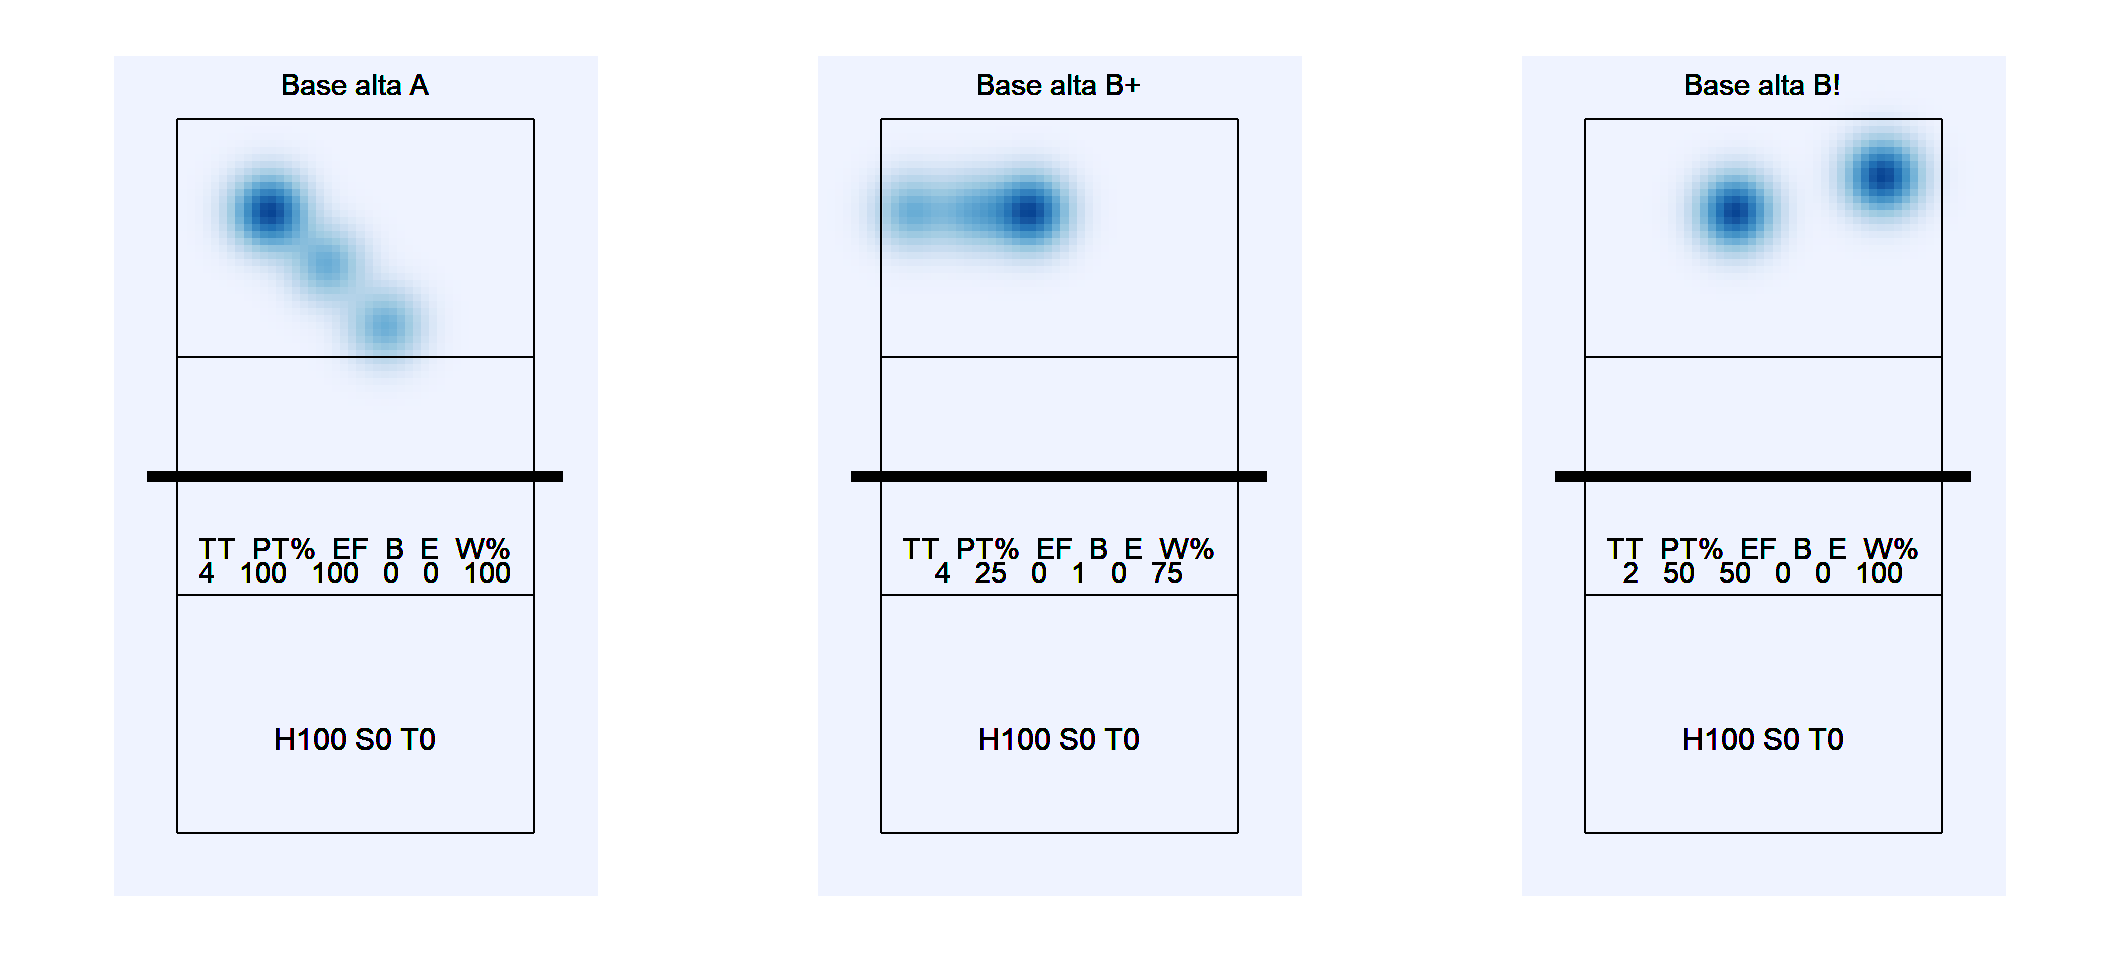 Base alta A
TT PT% EF B E W%
4 100 100 0 0 100
H100 S0 T0
Base alta B+
TT PT% EF B E W%
4 25 0 1 0 75
H100 S0 T0
Base alta B!
TT PT% EF B E W%
2 50 50 0 0 100
H100 S0 T0